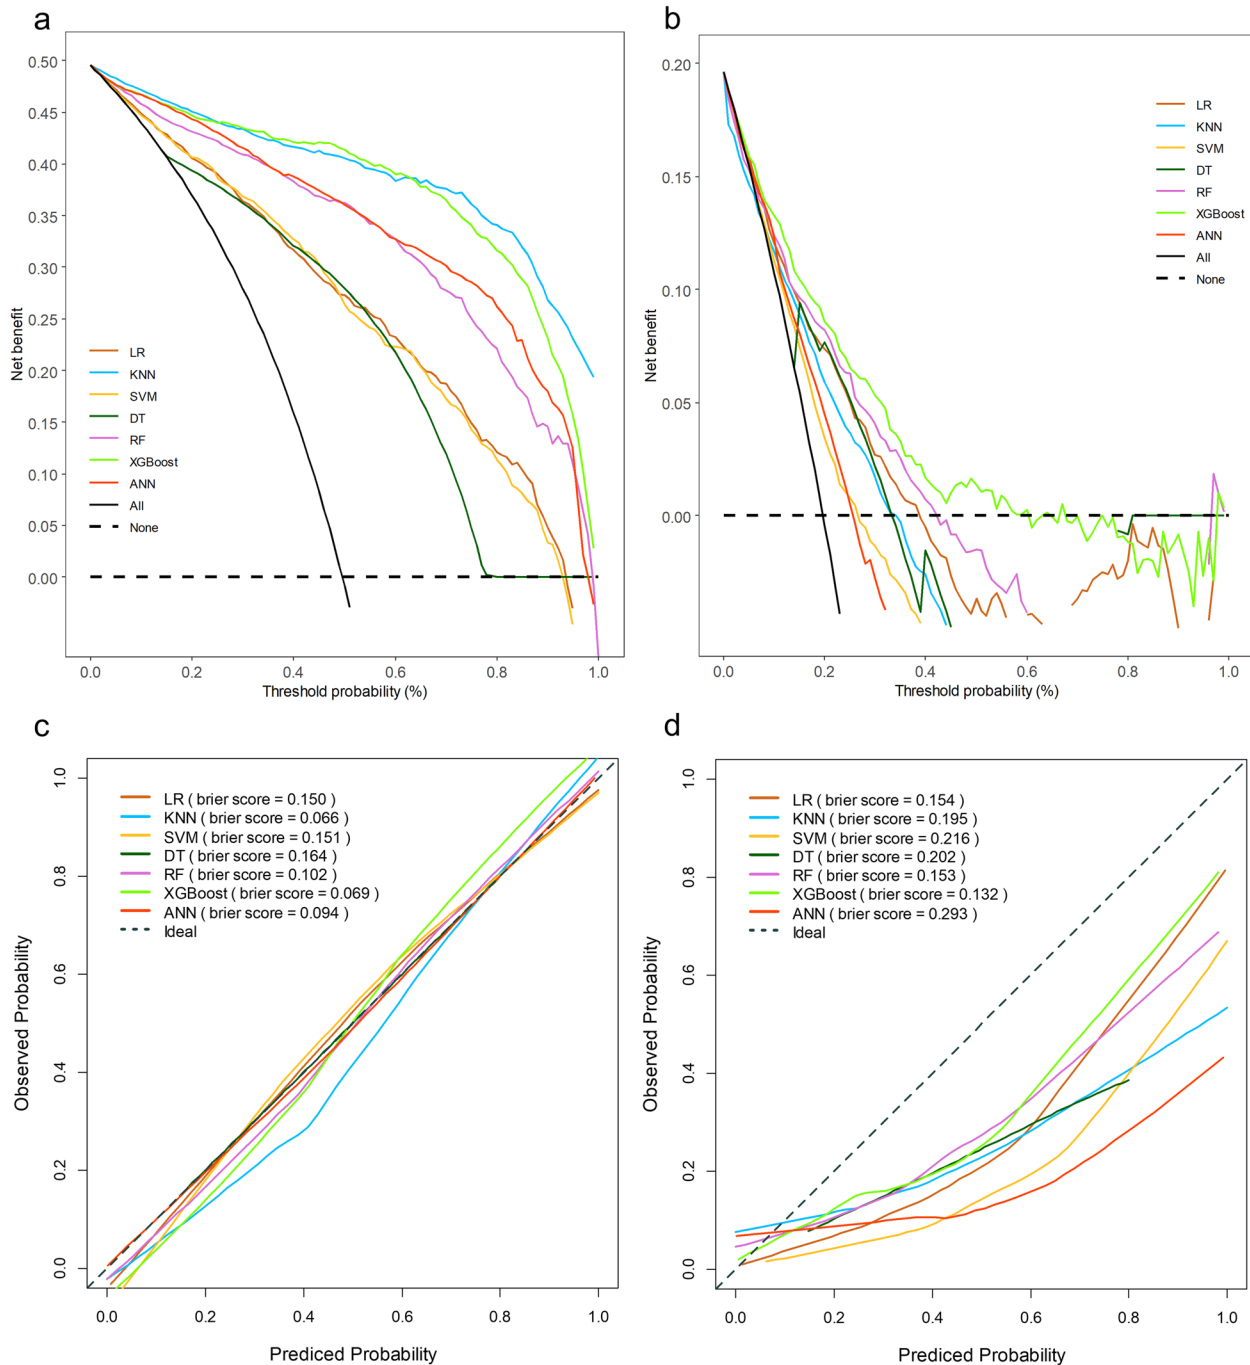 a
0.50
0.45
0.40
0.35
0.30
0.25
0.20
0.15
0.10
0.05
0.00
Net benefit
LR
KNN
SVM
DT
RF
XGBoost
ANN
All
None
0.0 0.2 0.4 0.6 0.8 1.0
Threshold probability (%)
b
0.20
0.15
0.10
0.05
0.00
Net benefit
LR
KNN
SVM
DT
RF
XGBoost
ANN
All
None
0.0 0.2 0.4 0.6 0.8 1.0
Threshold probability (%)
c
1.0
0.8
0.6
0.4
0.2
0.0
Observed Probability
LR ( brier score = 0.150 )
KNN ( brier score = 0.066 )
SVM ( brier score = 0.151 )
DT ( brier score = 0.164 )
RF ( brier score = 0.102 )
XGBoost ( brier score = 0.069 )
ANN ( brier score = 0.094 )
Ideal
0.0 0.2 0.4 0.6 0.8 1.0
Prediced Probability
d
1.0
0.8
0.6
0.4
0.2
0.0
Observed Probability
LR ( brier score = 0.154 )
KNN ( brier score = 0.195 )
SVM ( brier score = 0.216 )
DT ( brier score = 0.202 )
RF ( brier score = 0.153 )
XGBoost ( brier score = 0.132 )
ANN ( brier score = 0.293 )
Ideal
0.0 0.2 0.4 0.6 0.8 1.0
Prediced Probability